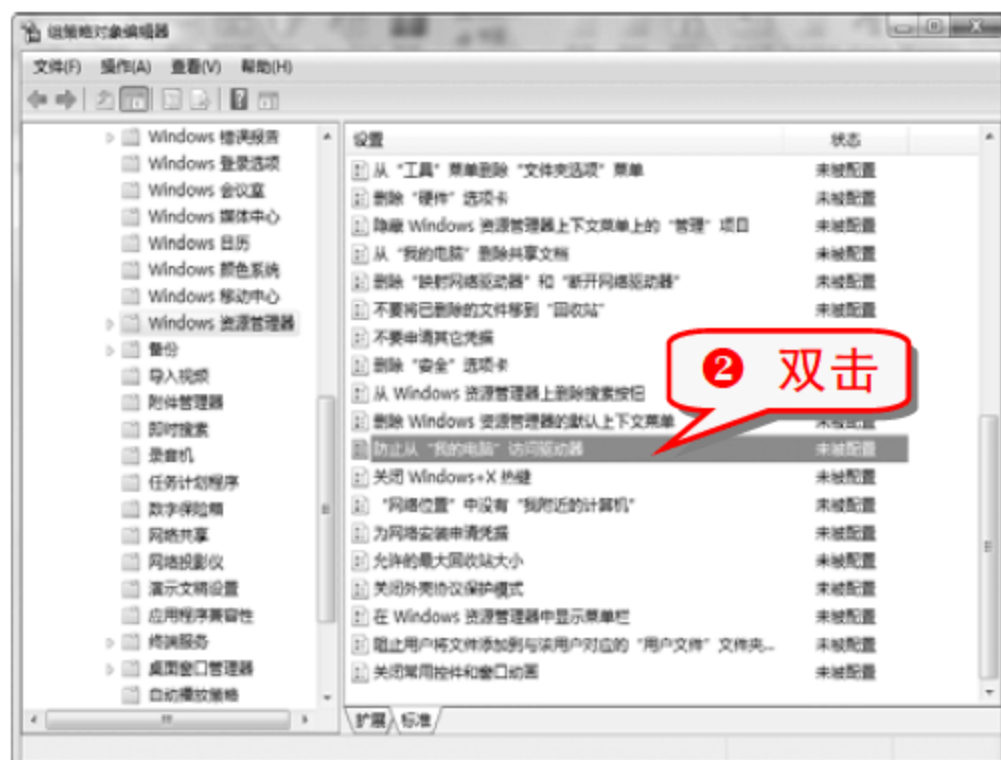 组策略对象编辑器
文件(F) 操作(A) 查看(V) 帮助(H)
Windows 错误报告
Windows 登录选项
Windows 会议室
Windows 媒体中心
Windows 日历
Windows 颜色系统
Windows 移动中心
Windows 资源管理器
备份
导入视频
附件管理器
即时搜索
录音机
任务计划程序
数字保险箱
网络共享
网络投影仪
演示文稿设置
应用程序兼容性
终端服务
桌面窗口管理器
自动播放策略
设置 状态
从“工具”菜单删除“文件夹选项”菜单 未被配置
删除“硬件”选项卡 未被配置
隐藏 Windows 资源管理器上下文菜单上的“管理”项目 未被配置
从“我的电脑”删除共享文档 未被配置
删除“映射网络驱动器”和“断开网络驱动器” 未被配置
不要将已删除的文件移到“回收站” 未被配置
不要申请其它凭据
删除“安全”选项卡
从 Windows 资源管理器上删除搜索按钮
删除 Windows 资源管理器的默认上下文菜单 未被配置
防止从“我的电脑”访问驱动器 未被配置
关闭 Windows+X 热键 未被配置
“网络位置”中没有“我附近的计算机” 未被配置
为网络安装申请凭据 未被配置
允许的最大回收站大小 未被配置
关闭外壳协议保护模式 未被配置
在 Windows 资源管理器中显示菜单栏 未被配置
阻止用户将文件添加到与该用户对应的“用户文件”文件夹... 未被配置
关闭常用控件和窗口动画 未被配置
❷ 双击
扩展 标准